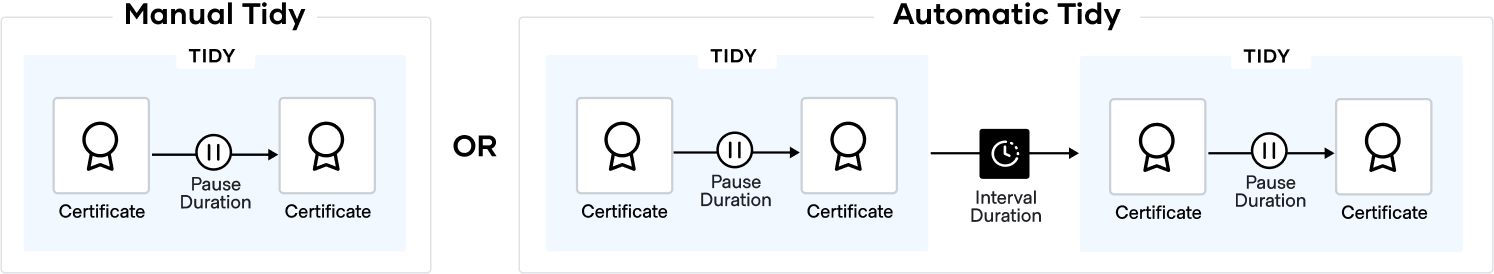 Manual Tidy
TIDY
Certificate
Pause
Duration
Certificate
OR
Automatic Tidy
TIDY
Certificate
Pause
Duration
Certificate
Interval
Duration
TIDY
Certificate
Pause
Duration
Certificate